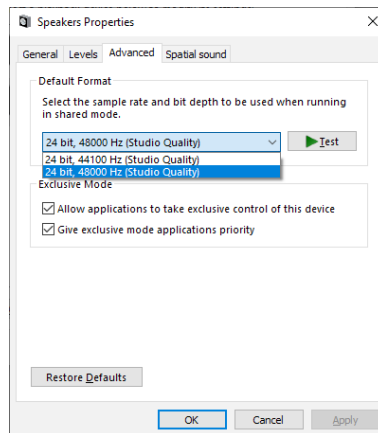 Speakers Properties
General Levels Advanced Spatial sound
Default Format
Select the sample rate and bit depth to be used when running
in shared mode.
24 bit, 48000 Hz (Studio Quality)
Test
24 bit, 44100 Hz (Studio Quality)
24 bit, 48000 Hz (Studio Quality)
Exclusive Mode
Allow applications to take exclusive control of this device
Give exclusive mode applications priority
Restore Defaults
OK Cancel Apply